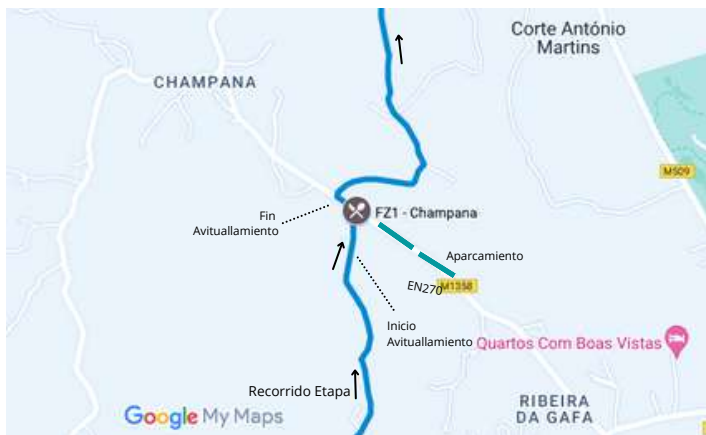 Corte António
Martins
CHAMPANA
M509
FZ1 - Champana
Fin
Avituallamiento
Aparcamiento
EN270
M1358
Inicio
Avituallamiento
Quartos Com Boas Vistas
Recorrido Etapa
RIBEIRA
DA GAFA
Google My Maps